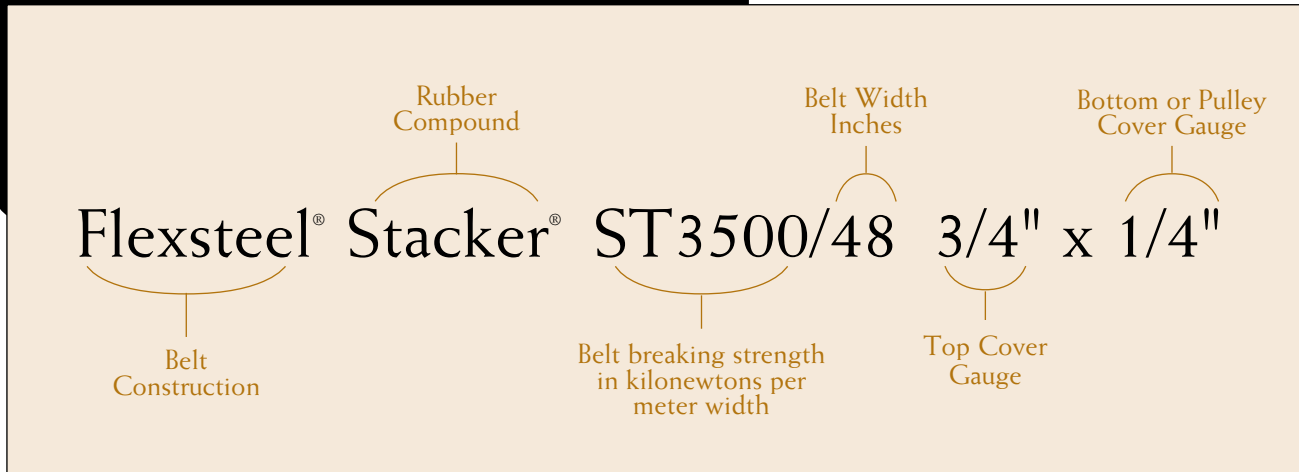 Rubber
Compound
Belt Width
Inches
Bottom or Pulley
Cover Gauge
Flexsteel® Stacker® ST3500/48 3/4" x 1/4"
Belt
Construction
Belt breaking strength
in kilonewtons per
meter width
Top Cover
Gauge